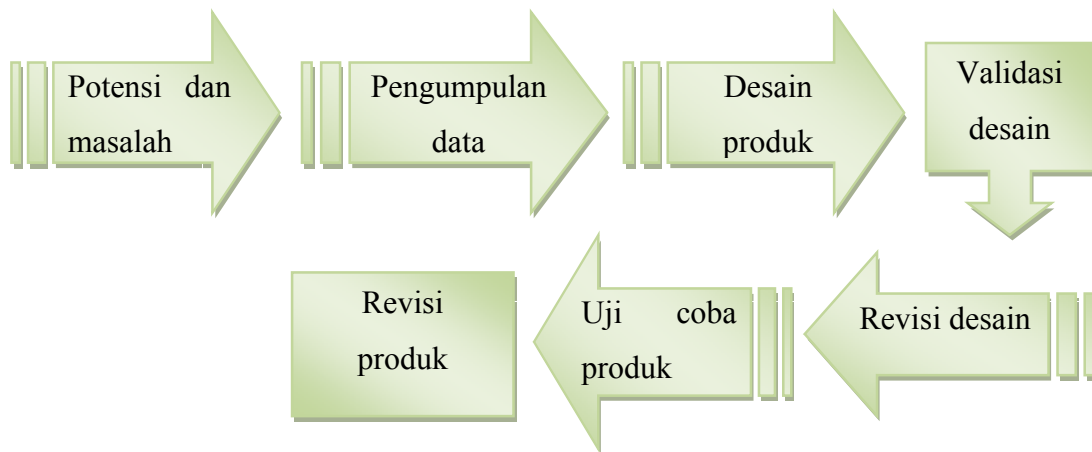 Potensi dan
masalah
Pengumpulan
data
Desain
produk
Validasi
desain
Revisi desain
Uji coba
produk
Revisi
produk